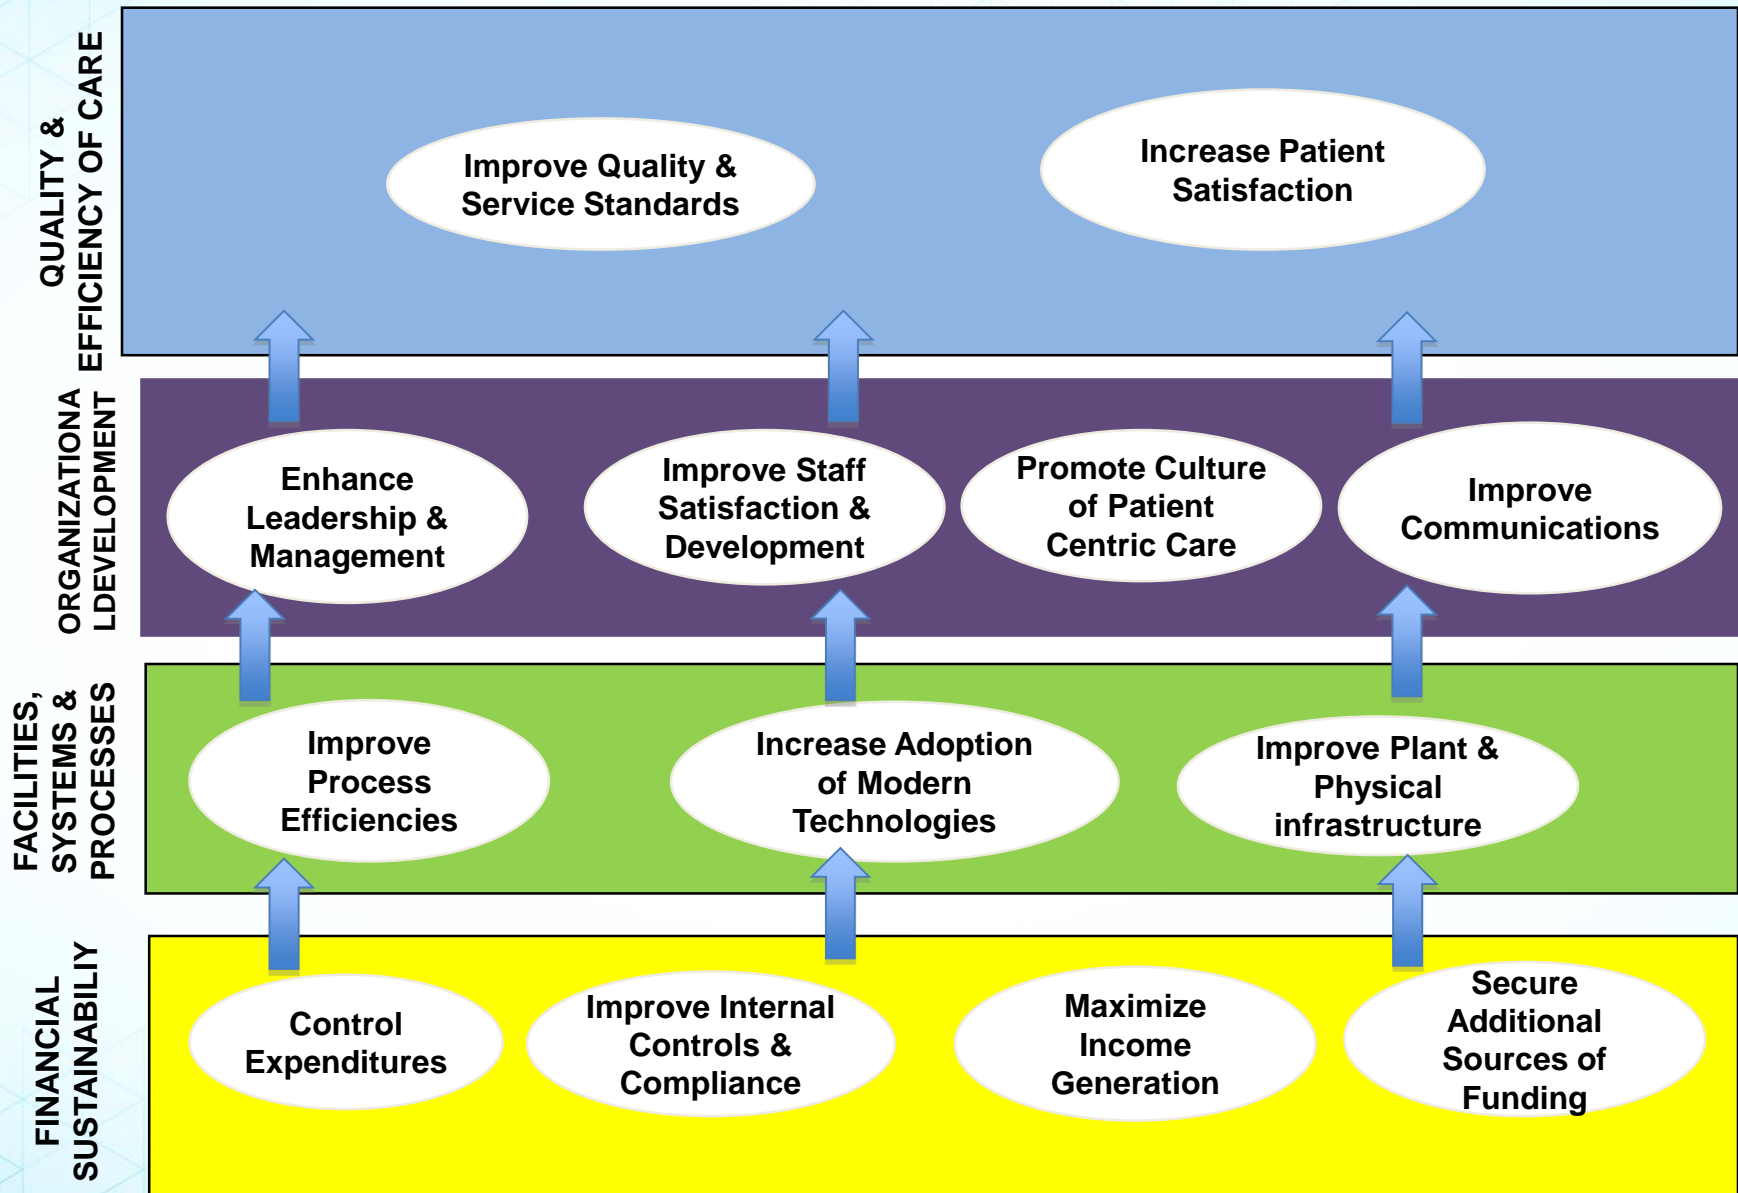 QUALITY &
EFFICIENCY OF CARE
Improve Quality &
Service Standards
Increase Patient
Satisfaction
ORGANIZATIONA
LDEVELOPMENT
Enhance
Leadership &
Management
Improve Staff
Satisfaction &
Development
Promote Culture
of Patient
Centric Care
Improve
Communications
FACILITIES,
SYSTEMS &
PROCESSES
Improve
Process
Efficiencies
Increase Adoption
of Modern
Technologies
Improve Plant &
Physical
infrastructure
FINANCIAL
SUSTAINABILIY
Control
Expenditures
Improve Internal
Controls &
Compliance
Maximize
Income
Generation
Secure
Additional
Sources of
Funding